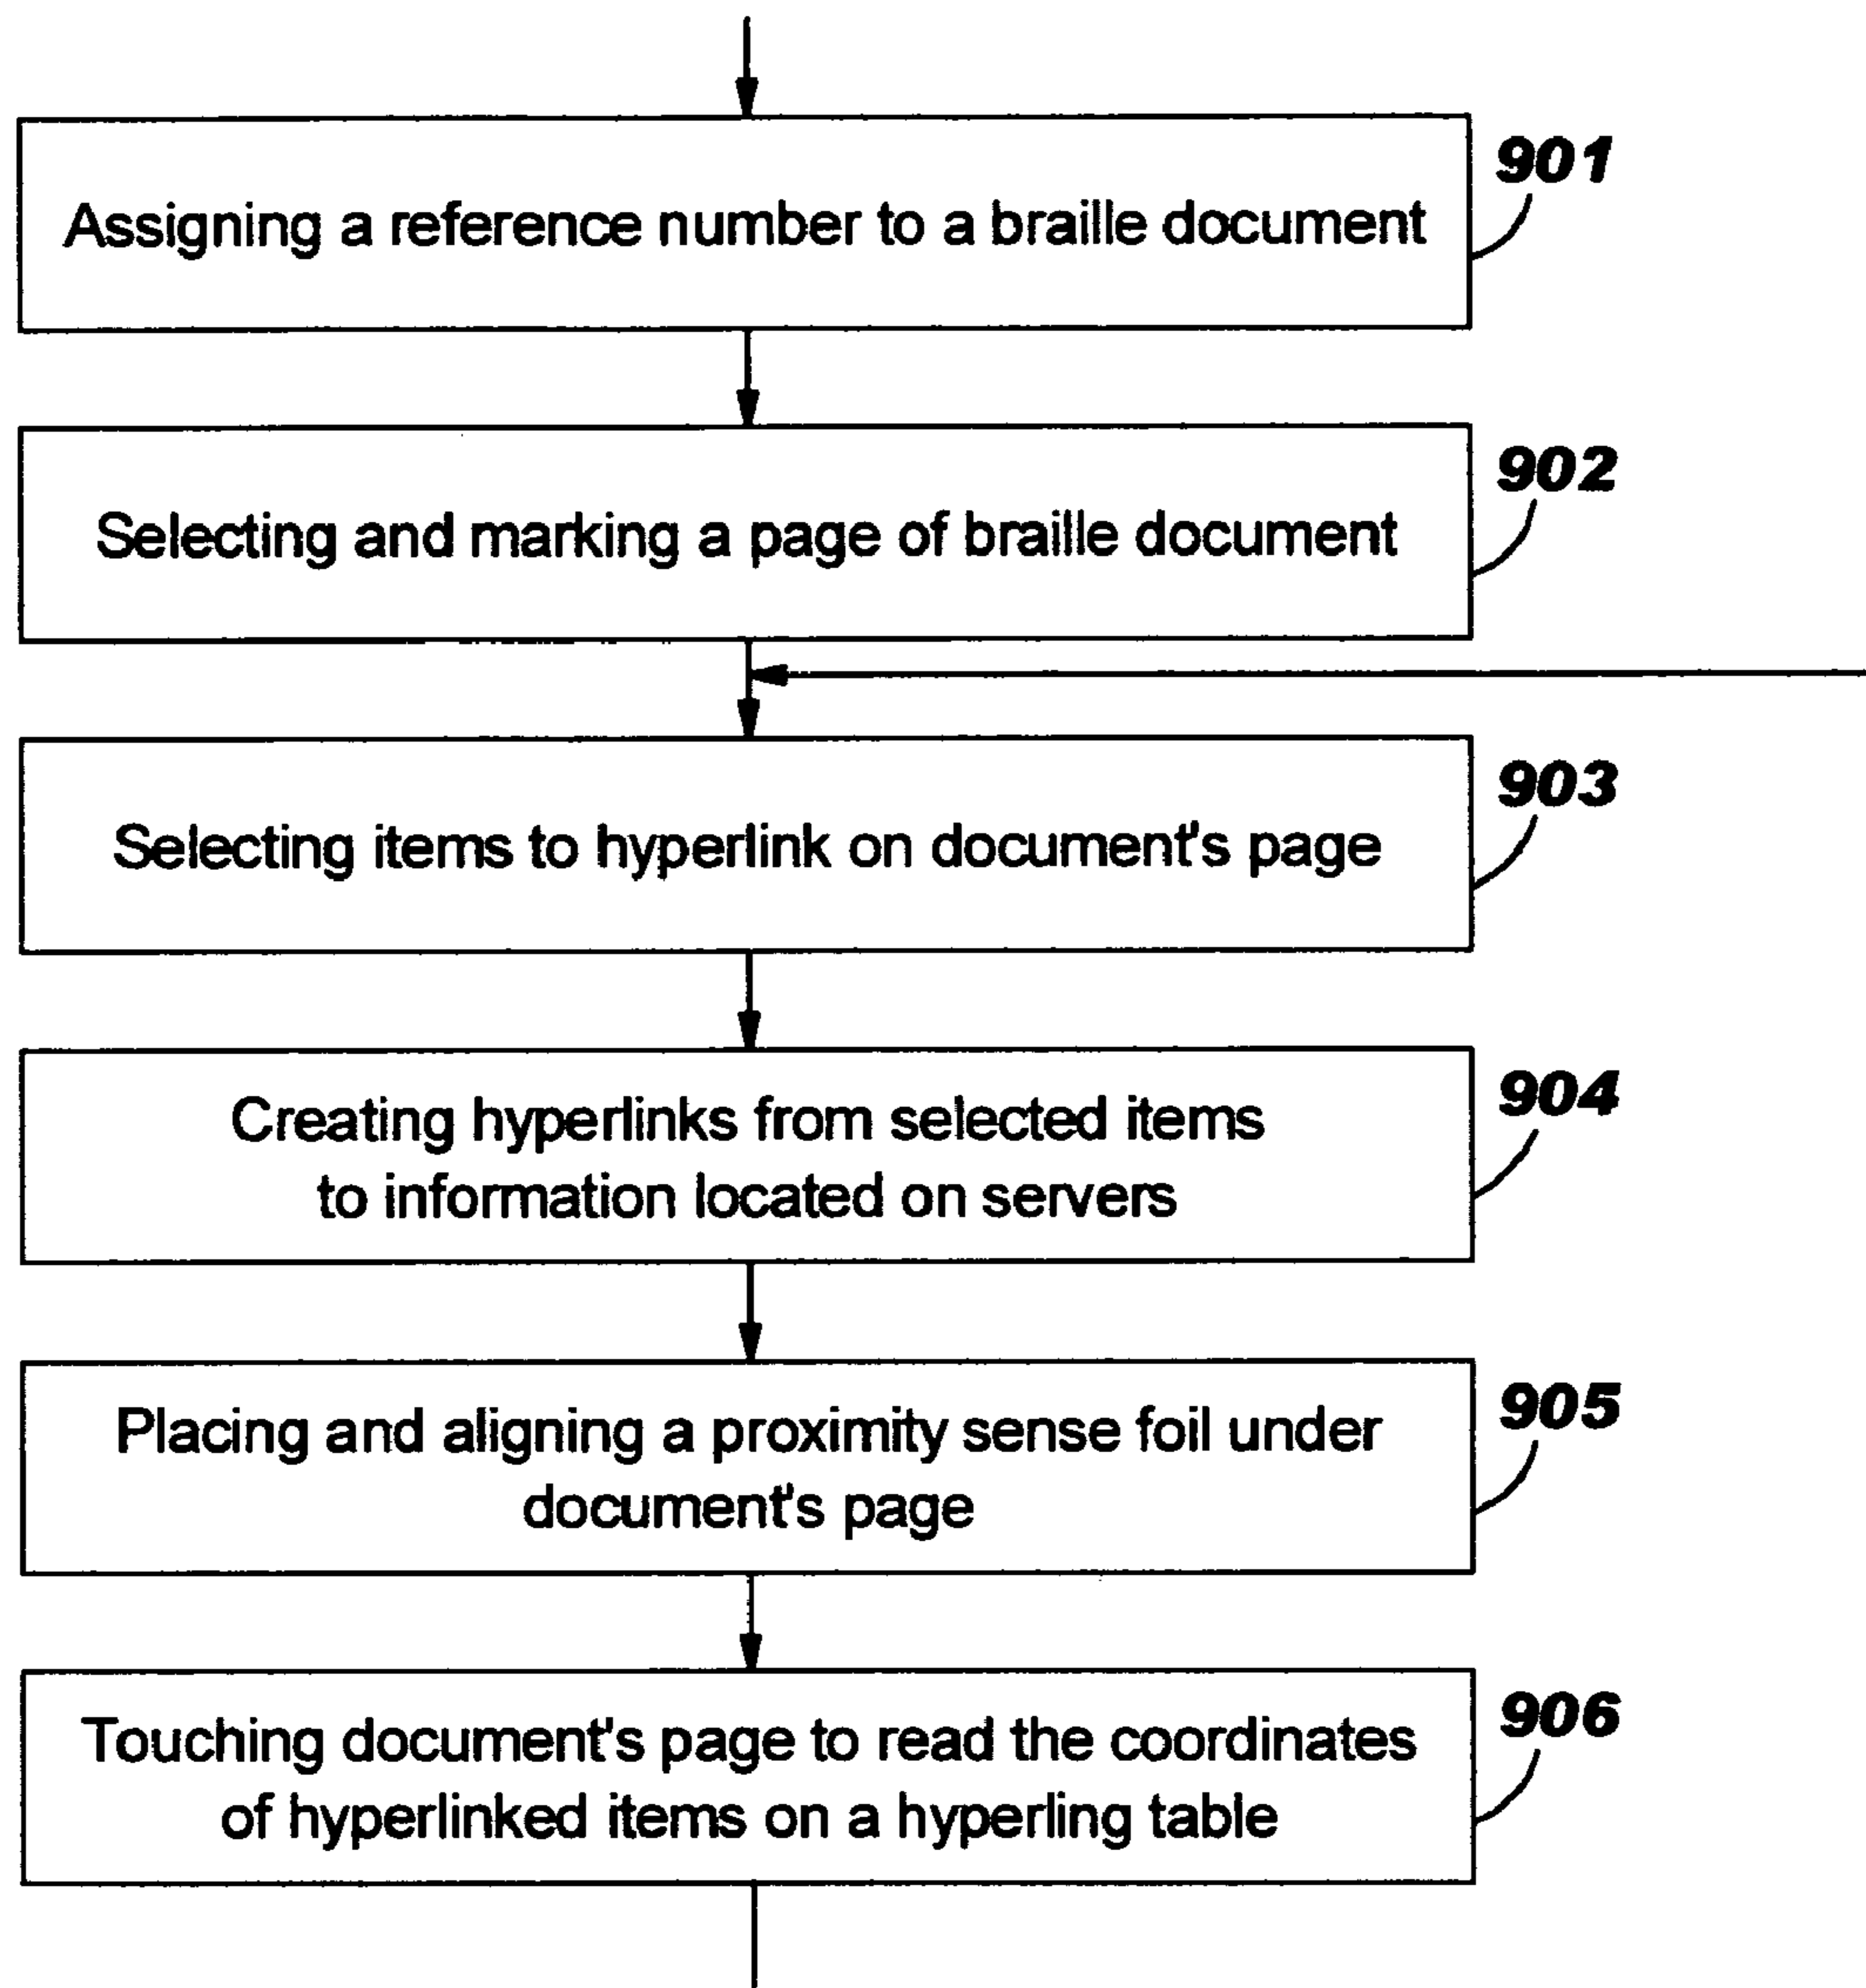 901
Assigning a reference number to a braille document
902
Selecting and marking a page of braille document
903
Selecting items to hyperlink on document's page
904
Creating hyperlinks from selected items
to information located on servers
905
Placing and aligning a proximity sense foil under
document's page
906
Touching document's page to read the coordinates
of hyperlinked items on a hyperling table